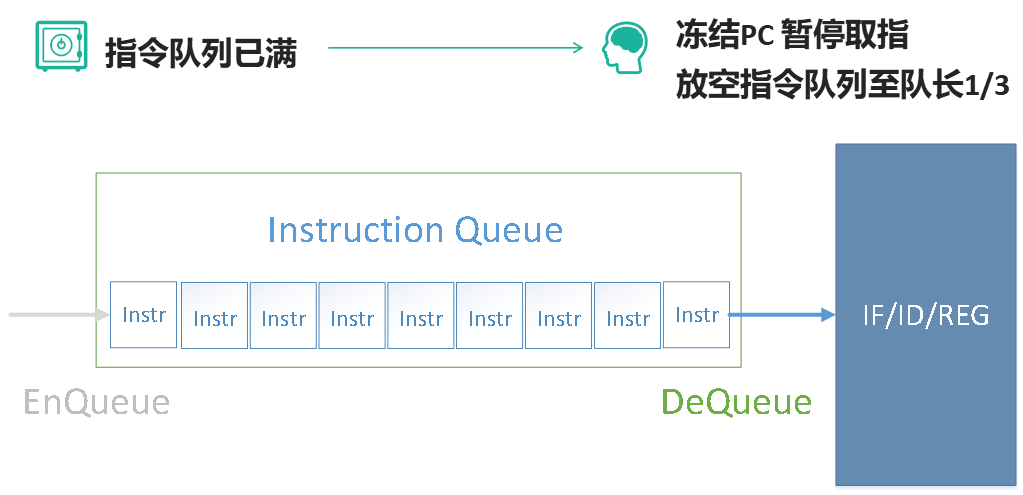 指令队列已满
冻结PC 暂停取指
放空指令队列至队长1/3
Instruction Queue
Instr Instr Instr Instr Instr Instr Instr Instr Instr
IF/ID/REG
EnQueue
DeQueue